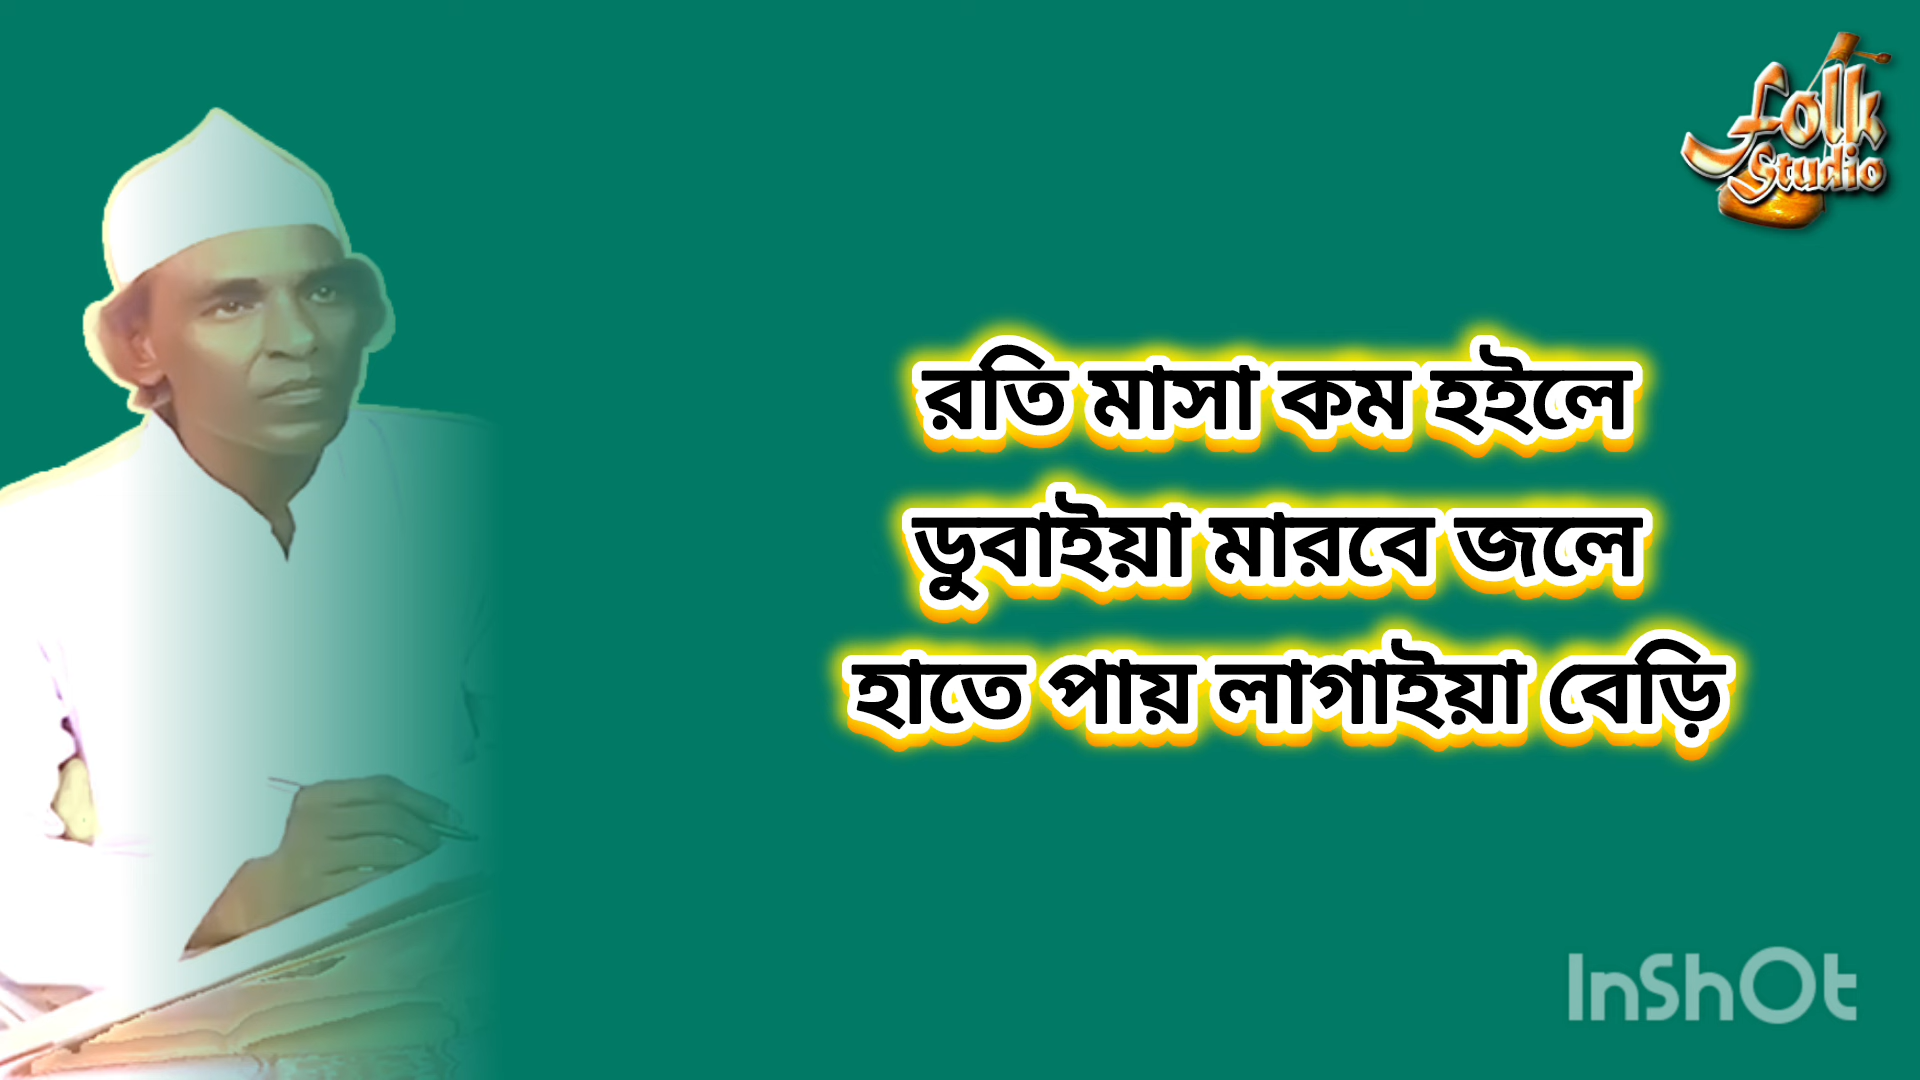 folk
Studio
রতি মাসা কম হইলে
ডুবাইয়া মারবে জলে
হাতে পায় লাগাইয়া বেড়ি
InShOt